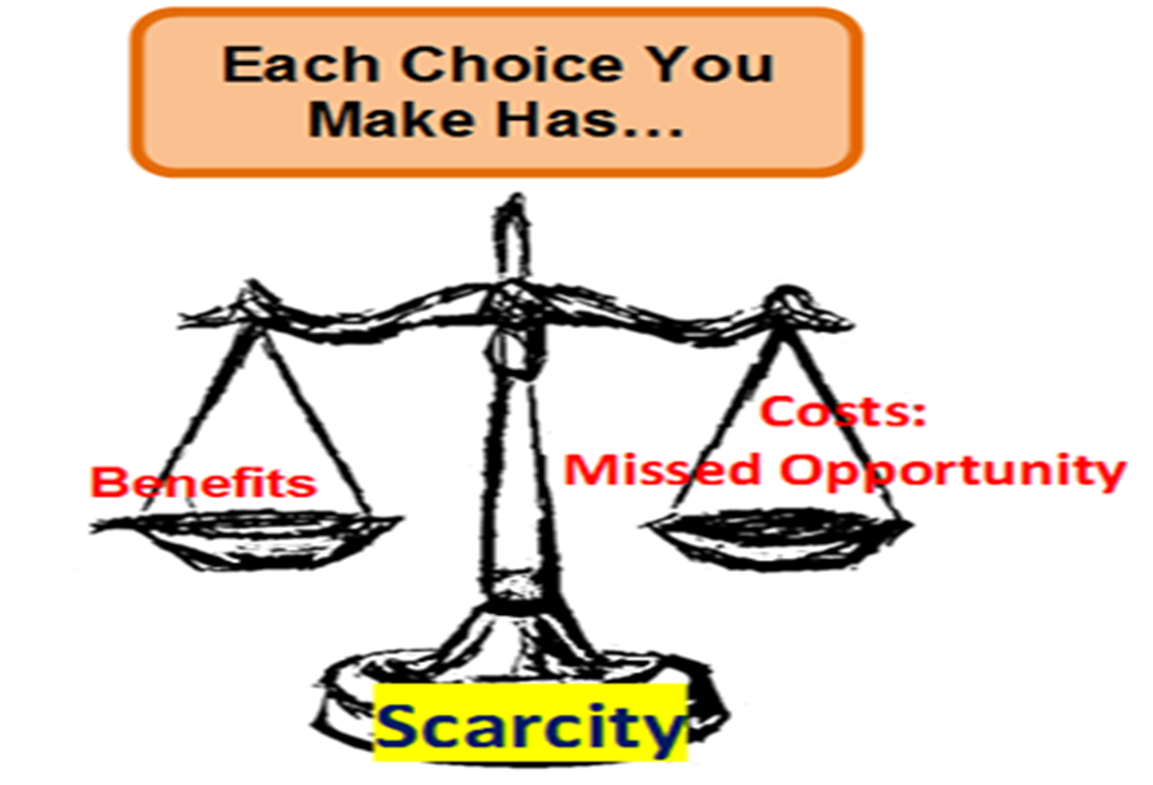 Each Choice You
Make Has...
Costs:
Benefits
Missed Opportunity
Scarcity